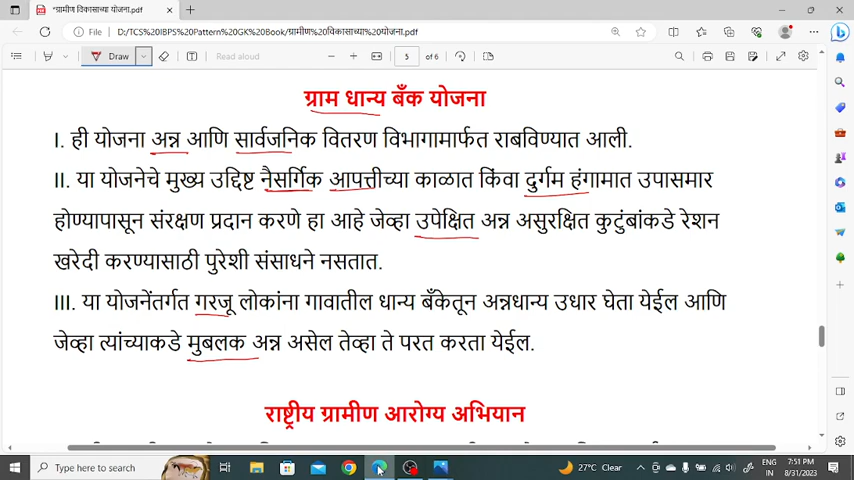 *ग्रामीण विकासाच्या योजना.pdf
File
D:/TCS%20IBPS%20Pattern%20GK%20Book/ग्रामीण%20विकासाच्या%20योजना.pdf
Draw
Read aloud
5 of 6
ग्राम धान्य बँक योजना
I. ही योजना अन्न आणि सार्वजनिक वितरण विभागामार्फत राबविण्यात आली.
II. या योजनेचे मुख्य उद्दिष्ट नैसर्गिक आपत्तीच्या काळात किंवा दुर्गम हंगामात उपासमार
होण्यापासून संरक्षण प्रदान करणे हा आहे जेव्हा उपेक्षित अन्न असुरक्षित कुटुंबांकडे रेशन
खरेदी करण्यासाठी पुरेशी संसाधने नसतात.
III. या योजनेंतर्गत गरजू लोकांना गावातील धान्य बँकेतून अन्नधान्य उधार घेता येईल आणि
जेव्हा त्यांच्याकडे मुबलक अन्न असेल तेव्हा ते परत करता येईल.
राष्ट्रीय ग्रामीण आरोग्य अभियान
Type here to search
27°C Clear
ENG
IN
7:51 PM
8/31/2023